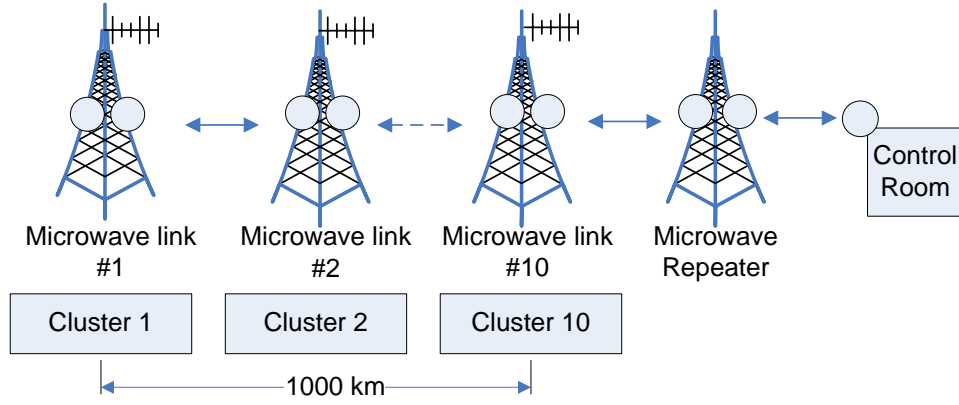 Control
Room
Microwave link
#1
Microwave link
#2
Microwave link
#10
Microwave
Repeater
Cluster 1
Cluster 2
Cluster 10
1000 km